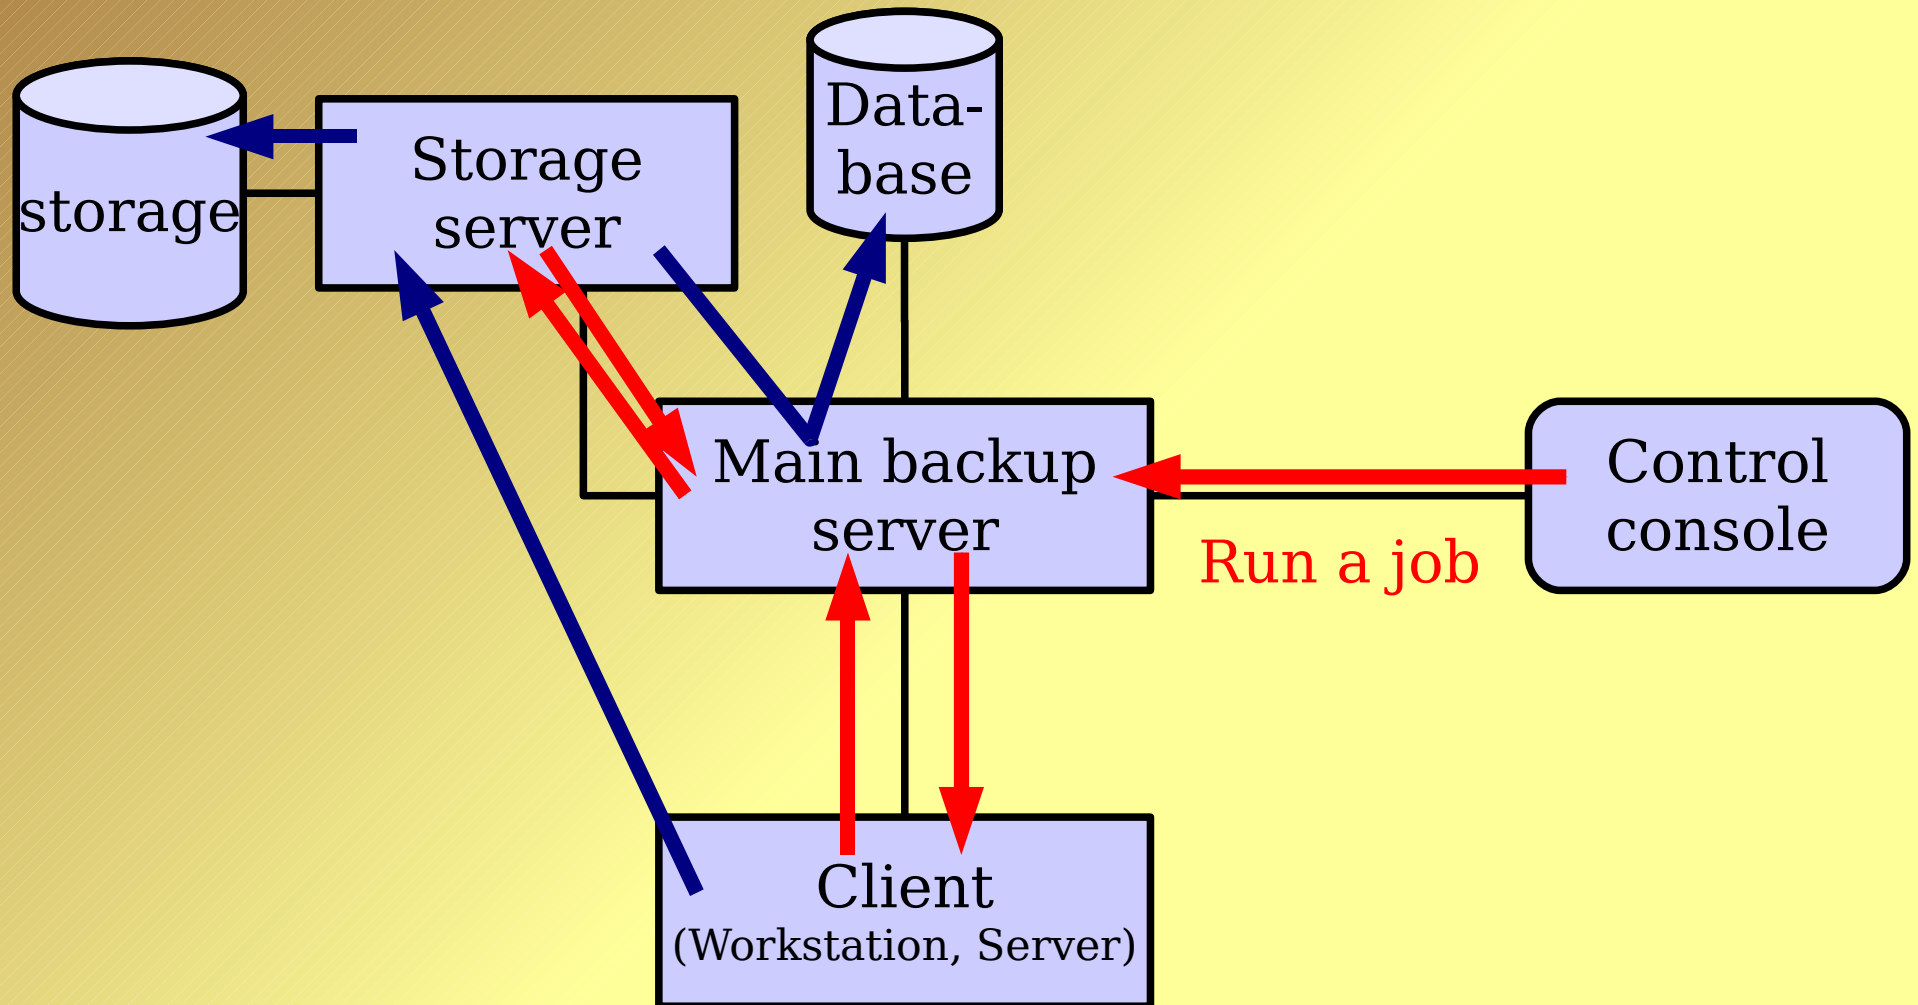 Data-
base
Storage
server
storage
Main backup
server
Control
console
Run a job
Client
(Workstation, Server)